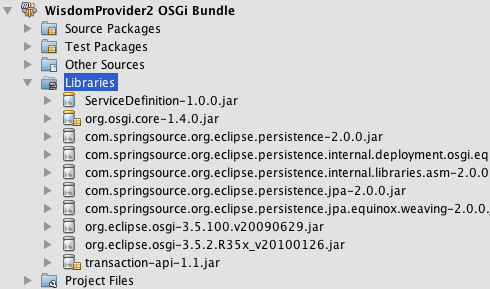 WisdomProvider2 OSGi Bundle
Source Packages
Test Packages
Other Sources
Libraries
ServiceDefinition-1.0.0.jar
org.osgi.core-1.4.0.jar
com.springsource.org.eclipse.persistence-2.0.0.jar
com.springsource.org.eclipse.persistence.internal.deployment.osgi.eq
com.springsource.org.eclipse.persistence.internal.libraries.asm-2.0.0
com.springsource.org.eclipse.persistence.jpa-2.0.0.jar
com.springsource.org.eclipse.persistence.jpa.equinox.weaving-2.0.0.
org.eclipse.osgi-3.5.100.v20090629.jar
org.eclipse.osgi-3.5.2.R35x_v20100126.jar
transaction-api-1.1.jar
Project Files